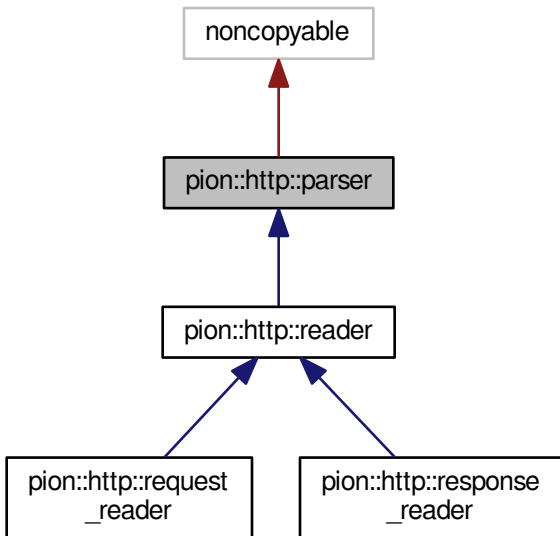 noncopyable
pion::http::parser
pion::http::reader
pion::http::request
_reader
pion::http::response
_reader